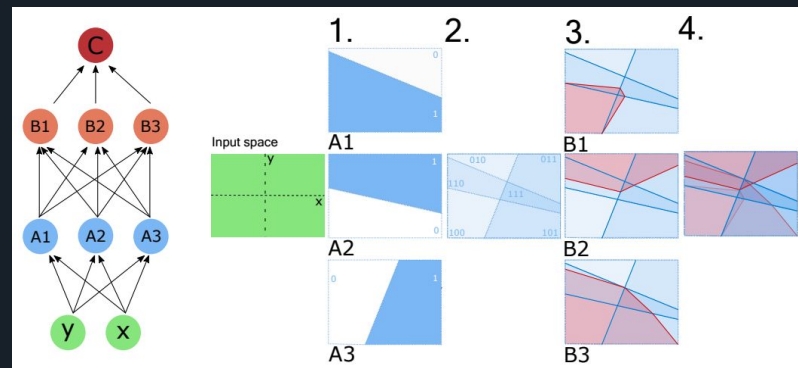 1. 2. 3. 4.
C
B1 B2 B3
A1 A2 A3
y x
Input space
y
x
0
1
A1
1
0
A2
0
1
A3
010 011
110 111
100 101
B1
B2
B3